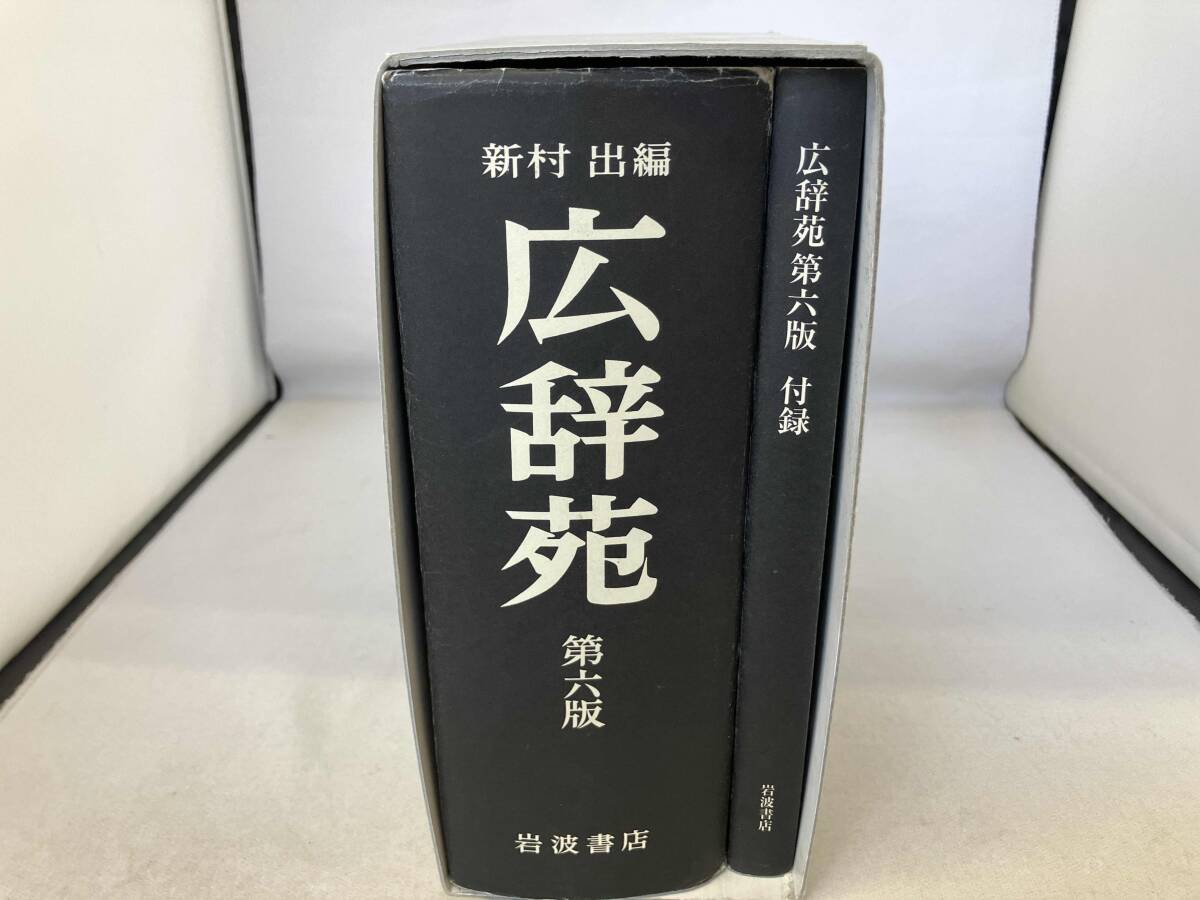 新村 出編
広辞苑
第六版
岩波書店
広辞苑 第六版 付録
岩波書店